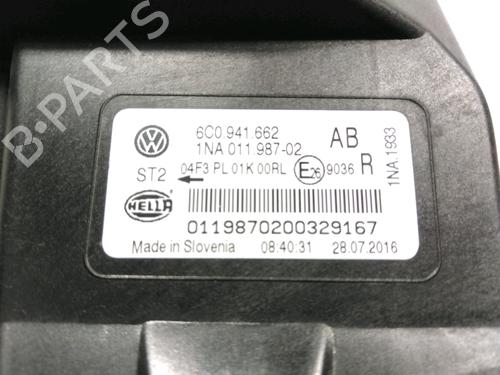 B-PARTS
6C0.941.662
1NA 011.987-02
AB
ST2
04F3 PL 01K 00RL
E26
9036
R
1NA.1933
HELLA
0119870200329167
Made in Slovenia
08:40:31
28.07.2016